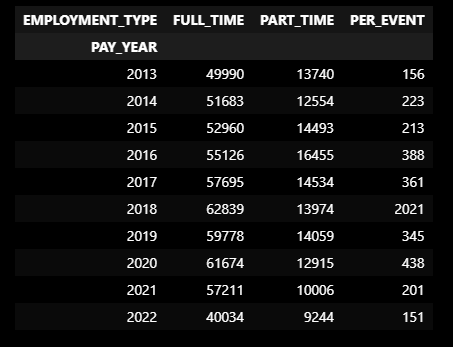 EMPLOYMENT_TYPE FULL_TIME PART_TIME PER_EVENT
PAY_YEAR
2013 49990 13740 156
2014 51683 12554 223
2015 52960 14493 213
2016 55126 16455 388
2017 57695 14534 361
2018 62839 13974 2021
2019 59778 14059 345
2020 61674 12915 438
2021 57211 10006 201
2022 40034 9244 151